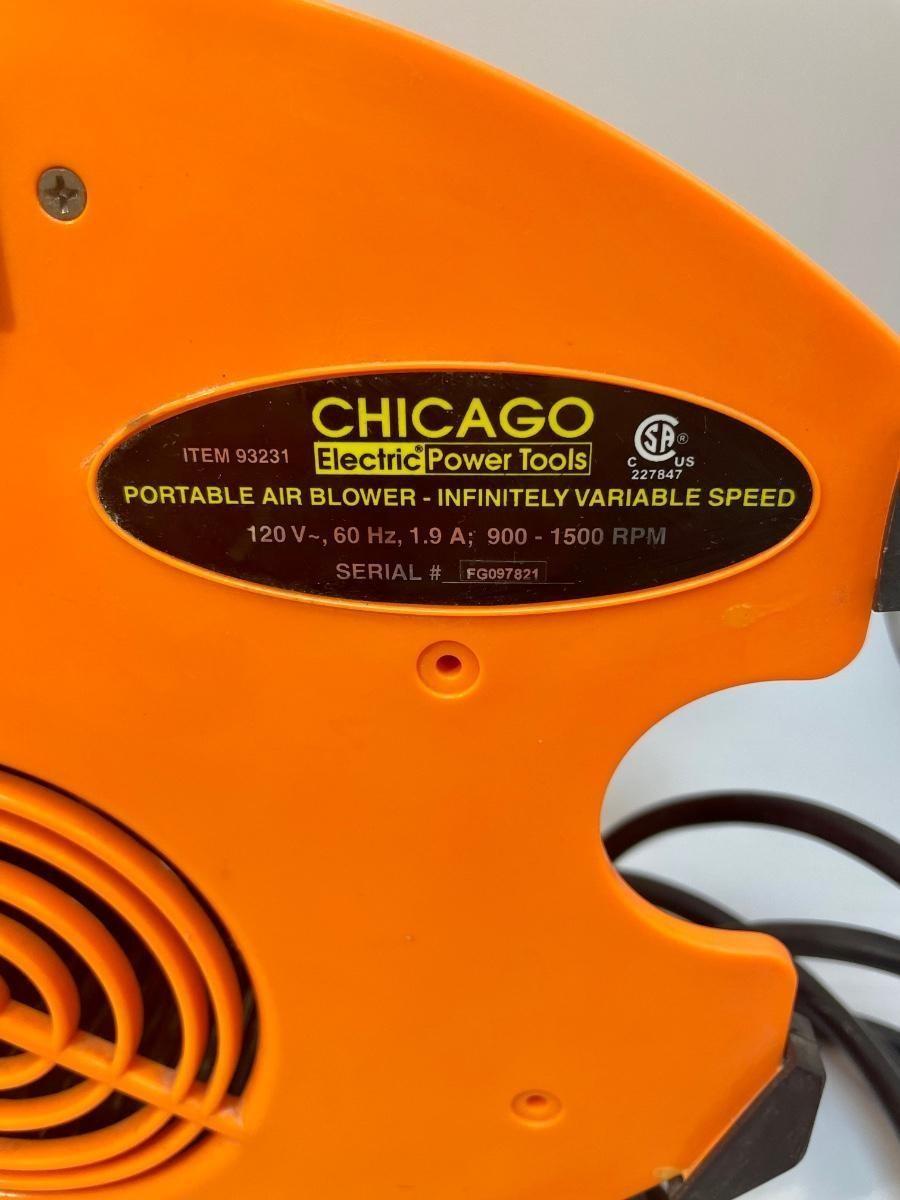 CHICAGO
ITEM 93231
Electric® Power Tools
SA®
C US
227847
PORTABLE AIR BLOWER - INFINITELY VARIABLE SPEED
120 V~, 60 Hz, 1.9 A; 900 - 1500 RPM
SERIAL # FG097821